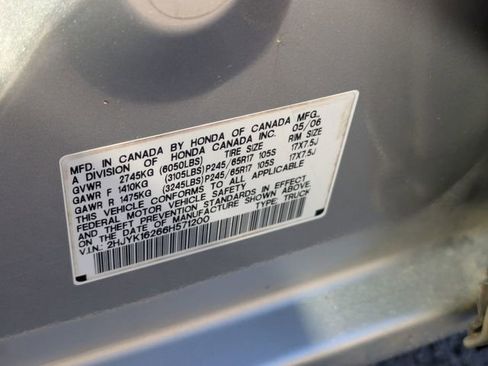 MFD. IN CANADA BY HONDA OF CANADA MFG.,
A DIVISION OF HONDA CANADA INC. 05/06
GVWR 2745KG (6050LBS) TIRE SIZE RIM SIZE
GAWR F 1410KG (3105LBS) P245/65R17 105S 17X7.5J
GAWR R 1475KG (3245LBS) P245/65R17 105S 17X7.5J
THIS VEHICLE CONFORMS TO ALL APPLICABLE
FEDERAL MOTOR VEHICLE SAFETY AND
THEFT PREVENTION STANDARDS IN EFFECT
ON THE DATE OF MANUFACTURE SHOWN ABOVE.
V.I.N.: 2HJYK16266H571200 TYPE: TRUCK